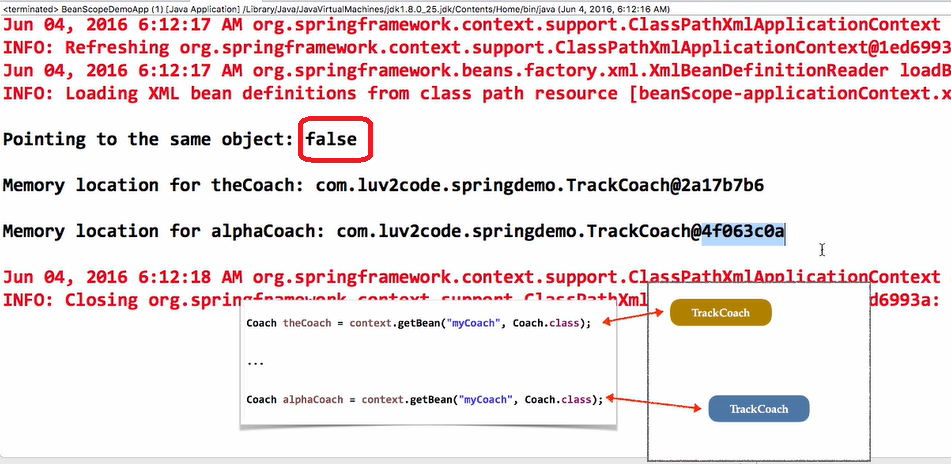 <terminated> BeanScopeDemoApp (1) [Java Application] /Library/Java/JavaVirtualMachines/jdk1.8.0_25.jdk/Contents/Home/bin/java (Jun 4, 2016, 6:12:16 AM)
Jun 04, 2016 6:12:17 AM org.springframework.context.support.ClassPathXmlApplicationContext
INFO: Refreshing org.springframework.context.support.ClassPathXmlApplicationContext@1ed6993
Jun 04, 2016 6:12:17 AM org.springframework.beans.factory.xml.XmlBeanDefinitionReader loadB
INFO: Loading XML bean definitions from class path resource [beanScope-applicationContext.x
Pointing to the same object: false
Memory location for theCoach: com.luv2code.springdemo.TrackCoach@2a17b7b6
Memory location for alphaCoach: com.luv2code.springdemo.TrackCoach@4f063c0a
Jun 04, 2016 6:12:18 AM org.springframework.context.support.ClassPathXmlApplicationContext
INFO: Closing org.springframework.context.support.ClassPathXml d6993a:
Coach theCoach = context.getBean("myCoach", Coach.class);
TrackCoach
...
Coach alphaCoach = context.getBean("myCoach", Coach.class);
TrackCoach